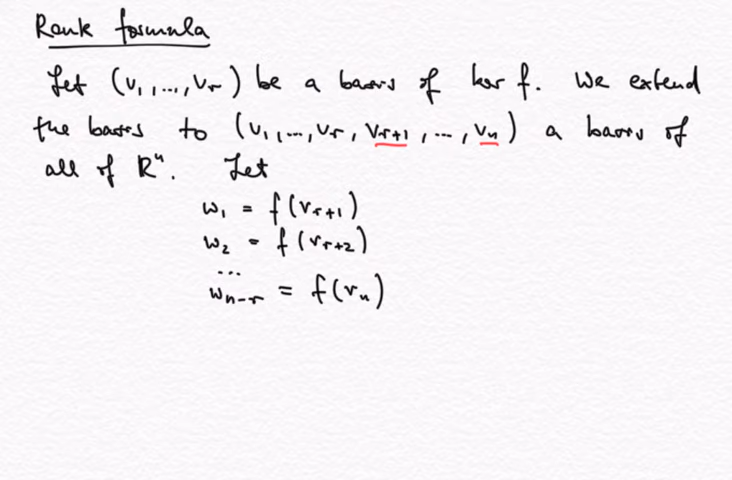 Rank formula
Let (v₁,...,vᵣ) be a basis of ker f. We extend
the basis to (v₁,...,vᵣ, vᵣ₊₁, ..., vₙ) a basis of
all of ℝⁿ. Let
w₁ = f(vᵣ₊₁)
w₂ = f(vᵣ₊₂)
...
wₙ₋ᵣ = f(vₙ)